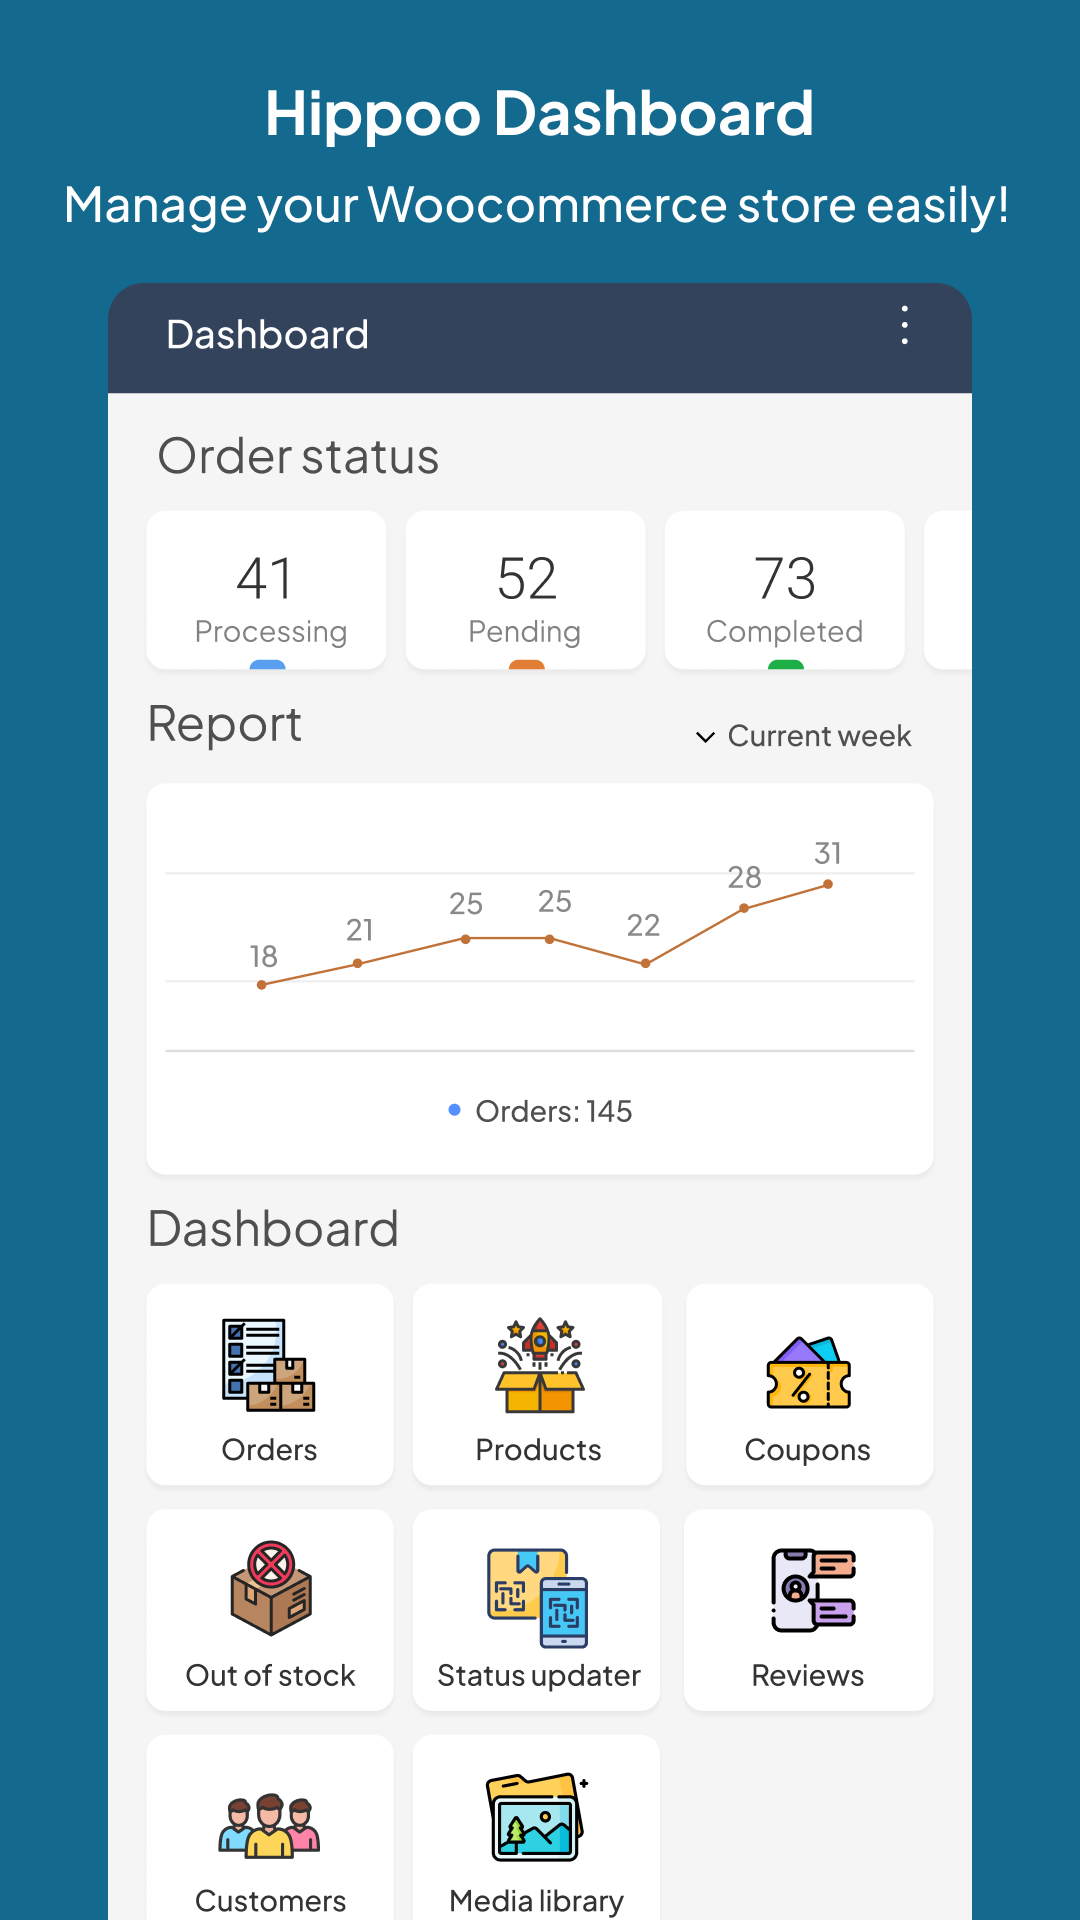 Hippoo Dashboard
Manage your Woocommerce store easily!
Dashboard
Order status
41 52 73
Processing Pending Completed
Report
Current week
18 21 25 25 22 28 31
Orders: 145
Dashboard
Orders Products Coupons
Out of stock Status updater Reviews
Customers Media library